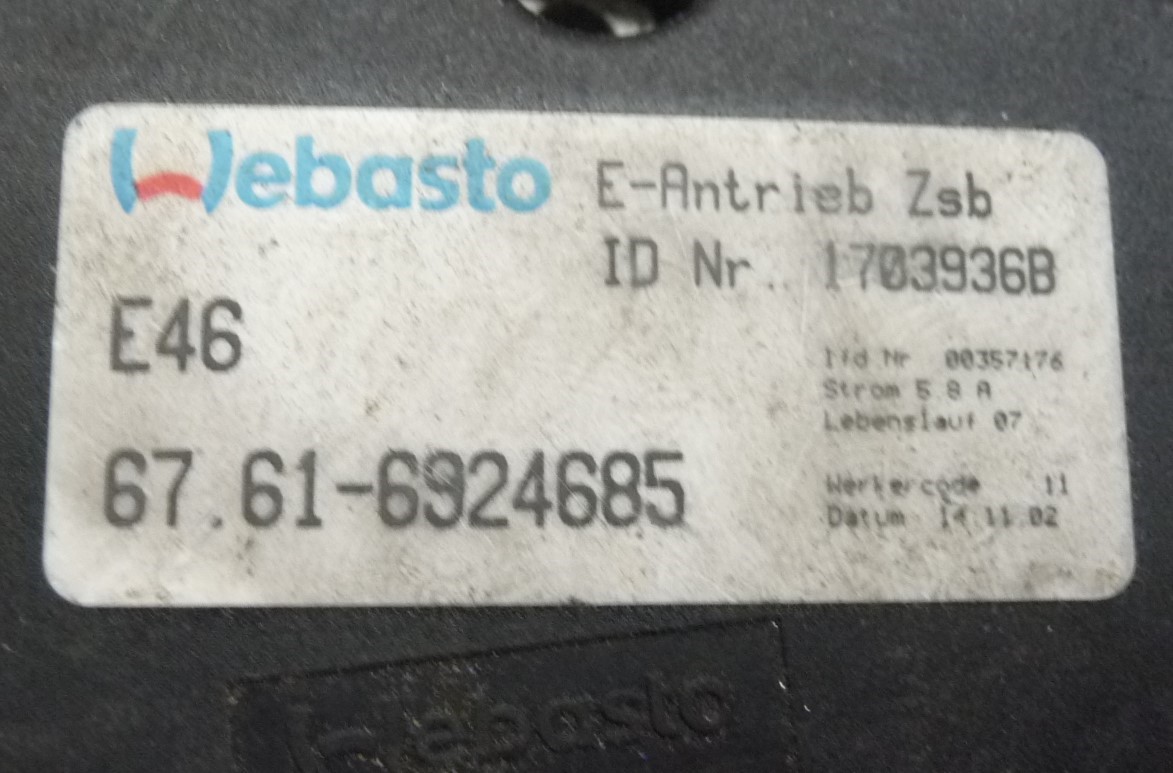 Webasto E-Antrieb Zsb
ID Nr. 1703936B
E46
lfd Nr 00357176
Strom 5.8 A
Lebenslauf 07
67.61-6924685
Werkercode 11
Datum 14.11.02
Webasto